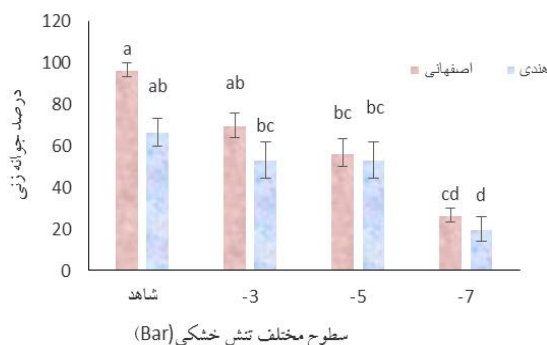 120
100
80
60
40
20
0
درصد جوانه زنی
اصفهانی
هندی
a
ab
ab
bc
bc
bc
cd
d
شاهد
-3
-5
-7
سطوح مختلف تنش خشکی(Bar)